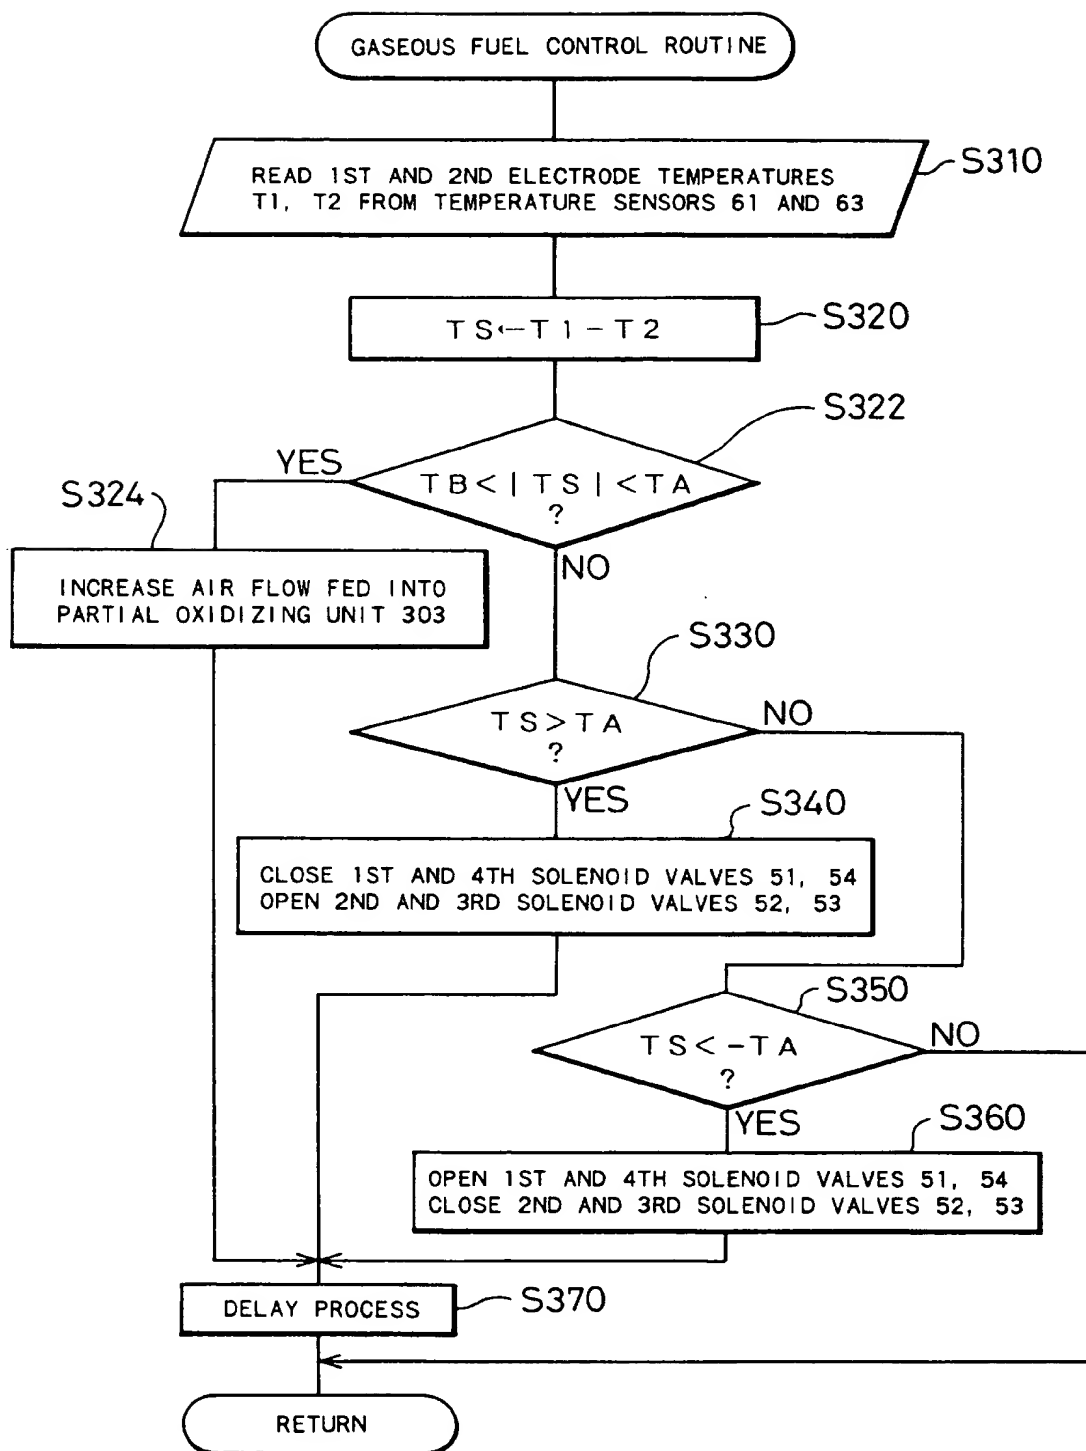 GASEOUS FUEL CONTROL ROUTINE
READ 1ST AND 2ND ELECTRODE TEMPERATURES
T1, T2 FROM TEMPERATURE SENSORS 61 AND 63
S310
TS←T1-T2
S320
S322
YES
TB<|TS|<TA
?
S324
NO
INCREASE AIR FLOW FED INTO
PARTIAL OXIDIZING UNIT 303
S330
TS>TA
?
NO
YES
S340
CLOSE 1ST AND 4TH SOLENOID VALVES 51, 54
OPEN 2ND AND 3RD SOLENOID VALVES 52, 53
S350
TS<-TA
?
NO
YES
S360
OPEN 1ST AND 4TH SOLENOID VALVES 51, 54
CLOSE 2ND AND 3RD SOLENOID VALVES 52, 53
DELAY PROCESS
S370
RETURN